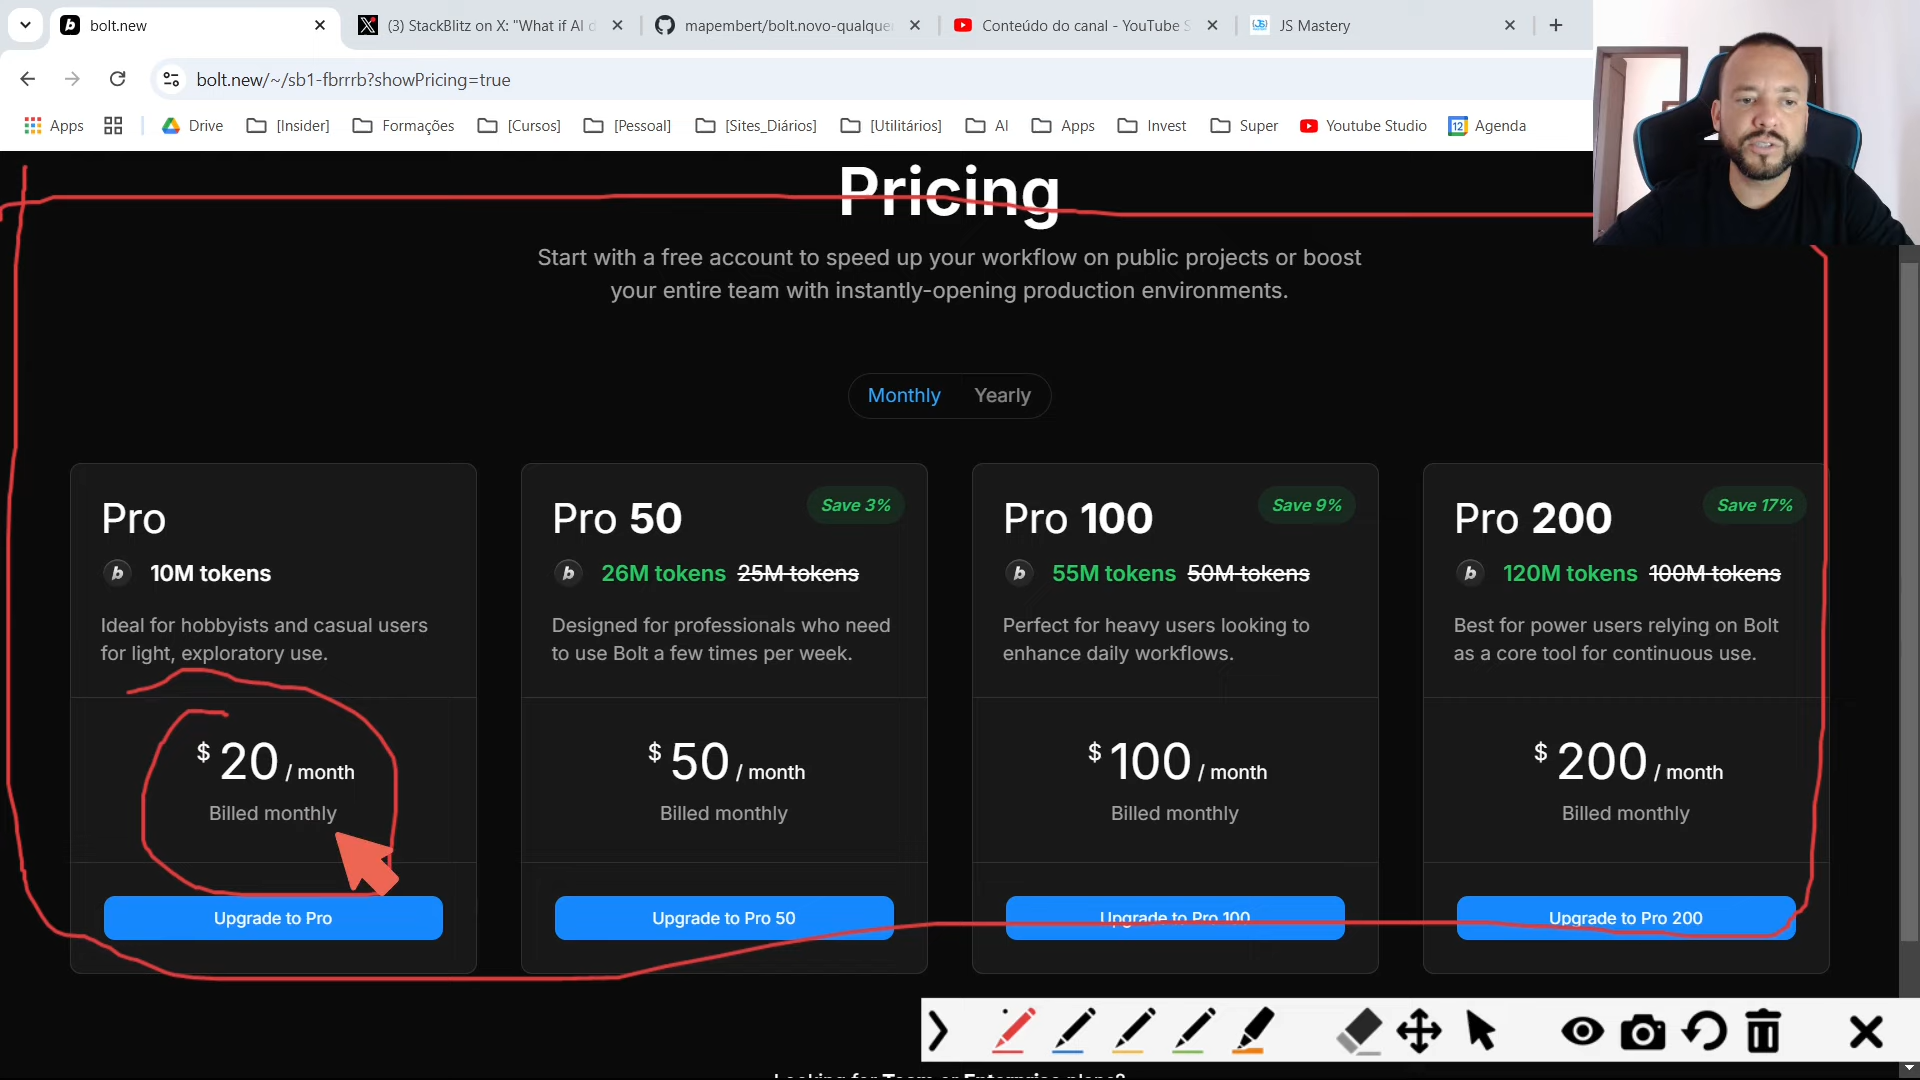 bolt.new
(3) StackBlitz on X: "What if AI d
mapembert/bolt.novo-qualque
Conteúdo do canal - YouTube S
JS Mastery
bolt.new/~/sb1-fbrrrb?showPricing=true
Apps
Drive
[Insider]
Formações
[Cursos]
[Pessoal]
[Sites_Diários]
[Utilitários]
AI
Apps
Invest
Super
Youtube Studio
12
Agenda
Pricing
Start with a free account to speed up your workflow on public projects or boost
your entire team with instantly-opening production environments.
Monthly
Yearly
Pro
10M tokens
Ideal for hobbyists and casual users
for light, exploratory use.
$ 20 / month
Billed monthly
Upgrade to Pro
Pro 50
Save 3%
26M tokens 25M tokens
Designed for professionals who need
to use Bolt a few times per week.
$ 50 / month
Billed monthly
Upgrade to Pro 50
Pro 100
Save 9%
55M tokens 50M tokens
Perfect for heavy users looking to
enhance daily workflows.
$ 100 / month
Billed monthly
Upgrade to Pro 100
Pro 200
Save 17%
120M tokens 100M tokens
Best for power users relying on Bolt
as a core tool for continuous use.
$ 200 / month
Billed monthly
Upgrade to Pro 200
Looking for Team or Enterprise plans?